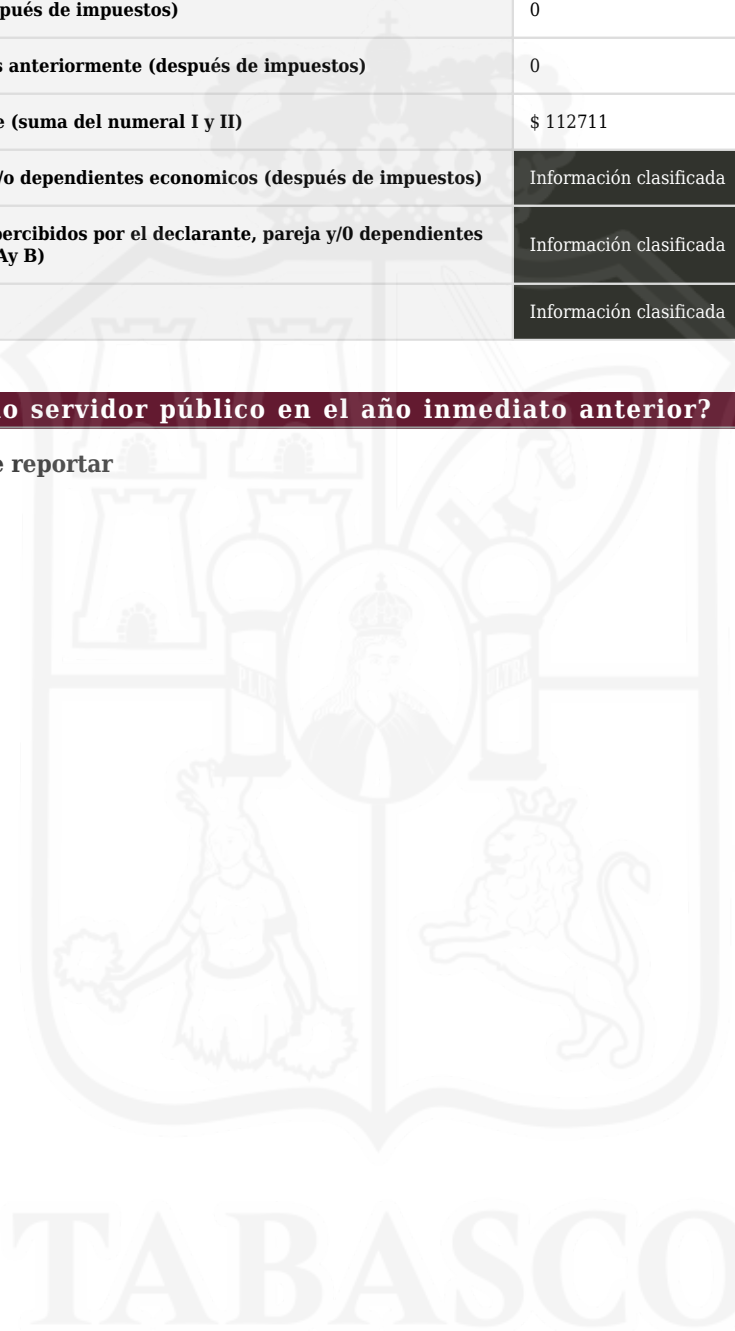 pués de impuestos) 0
s anteriormente (después de impuestos) 0
e (suma del numeral I y II) $ 112711
/o dependientes economicos (después de impuestos) Información clasificada
percibidos por el declarante, pareja y/0 dependientes
Ay B) Información clasificada
Información clasificada
o servidor público en el año inmediato anterior?
e reportar
PLUS ULTRA
TABASCO